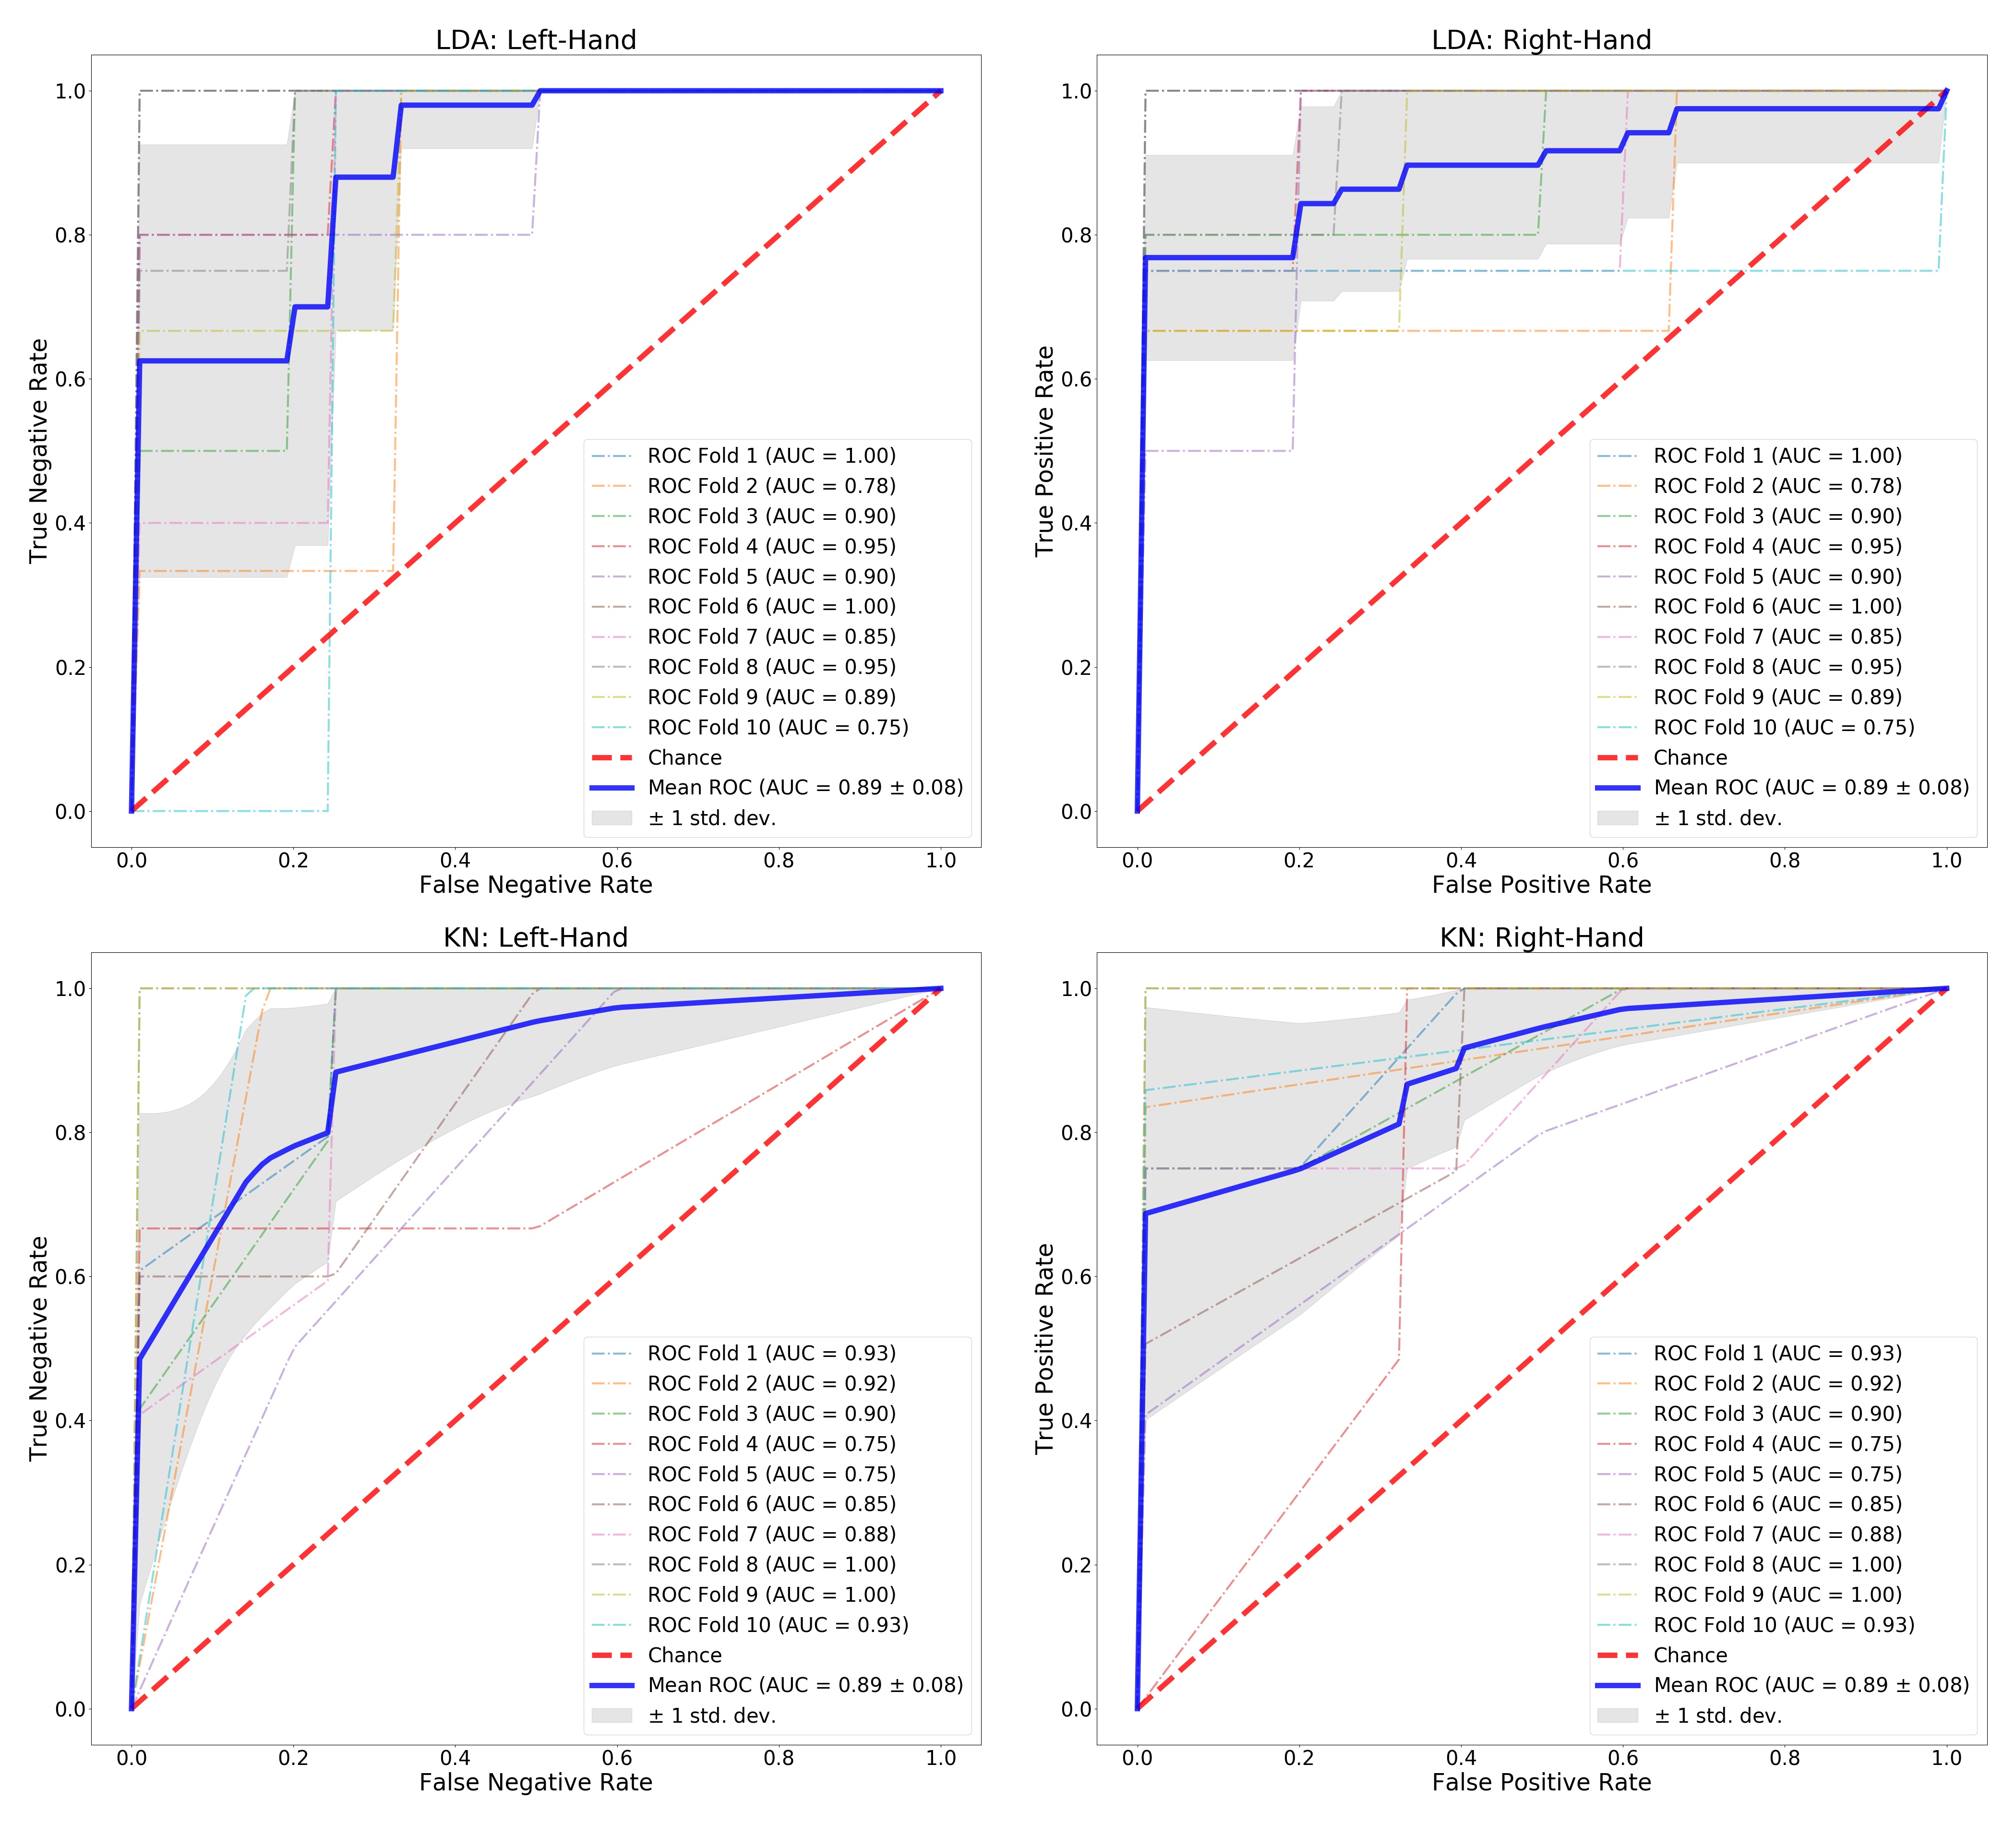 LDA: Left-Hand
True Negative Rate
1.0
0.8
0.6
0.4
0.2
0.0
0.0 0.2 0.4 0.6 0.8 1.0
False Negative Rate
ROC Fold 1 (AUC = 1.00)
ROC Fold 2 (AUC = 0.78)
ROC Fold 3 (AUC = 0.90)
ROC Fold 4 (AUC = 0.95)
ROC Fold 5 (AUC = 0.90)
ROC Fold 6 (AUC = 1.00)
ROC Fold 7 (AUC = 0.85)
ROC Fold 8 (AUC = 0.95)
ROC Fold 9 (AUC = 0.89)
ROC Fold 10 (AUC = 0.75)
Chance
Mean ROC (AUC = 0.89 ± 0.08)
± 1 std. dev.
LDA: Right-Hand
True Positive Rate
1.0
0.8
0.6
0.4
0.2
0.0
0.0 0.2 0.4 0.6 0.8 1.0
False Positive Rate
ROC Fold 1 (AUC = 1.00)
ROC Fold 2 (AUC = 0.78)
ROC Fold 3 (AUC = 0.90)
ROC Fold 4 (AUC = 0.95)
ROC Fold 5 (AUC = 0.90)
ROC Fold 6 (AUC = 1.00)
ROC Fold 7 (AUC = 0.85)
ROC Fold 8 (AUC = 0.95)
ROC Fold 9 (AUC = 0.89)
ROC Fold 10 (AUC = 0.75)
Chance
Mean ROC (AUC = 0.89 ± 0.08)
± 1 std. dev.
KN: Left-Hand
True Negative Rate
1.0
0.8
0.6
0.4
0.2
0.0
0.0 0.2 0.4 0.6 0.8 1.0
False Negative Rate
ROC Fold 1 (AUC = 0.93)
ROC Fold 2 (AUC = 0.92)
ROC Fold 3 (AUC = 0.90)
ROC Fold 4 (AUC = 0.75)
ROC Fold 5 (AUC = 0.75)
ROC Fold 6 (AUC = 0.85)
ROC Fold 7 (AUC = 0.88)
ROC Fold 8 (AUC = 1.00)
ROC Fold 9 (AUC = 1.00)
ROC Fold 10 (AUC = 0.93)
Chance
Mean ROC (AUC = 0.89 ± 0.08)
± 1 std. dev.
KN: Right-Hand
True Positive Rate
1.0
0.8
0.6
0.4
0.2
0.0
0.0 0.2 0.4 0.6 0.8 1.0
False Positive Rate
ROC Fold 1 (AUC = 0.93)
ROC Fold 2 (AUC = 0.92)
ROC Fold 3 (AUC = 0.90)
ROC Fold 4 (AUC = 0.75)
ROC Fold 5 (AUC = 0.75)
ROC Fold 6 (AUC = 0.85)
ROC Fold 7 (AUC = 0.88)
ROC Fold 8 (AUC = 1.00)
ROC Fold 9 (AUC = 1.00)
ROC Fold 10 (AUC = 0.93)
Chance
Mean ROC (AUC = 0.89 ± 0.08)
± 1 std. dev.